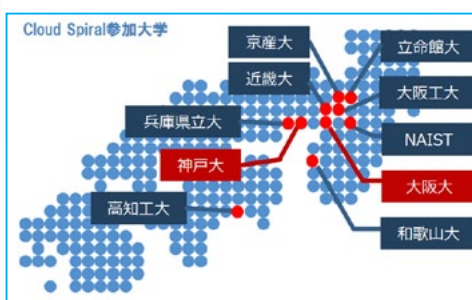 Cloud Spiral参加大学
京産大
立命館大
近畿大
大阪工大
兵庫県立大
NAIST
神戸大
大阪大
高知工大
和歌山大